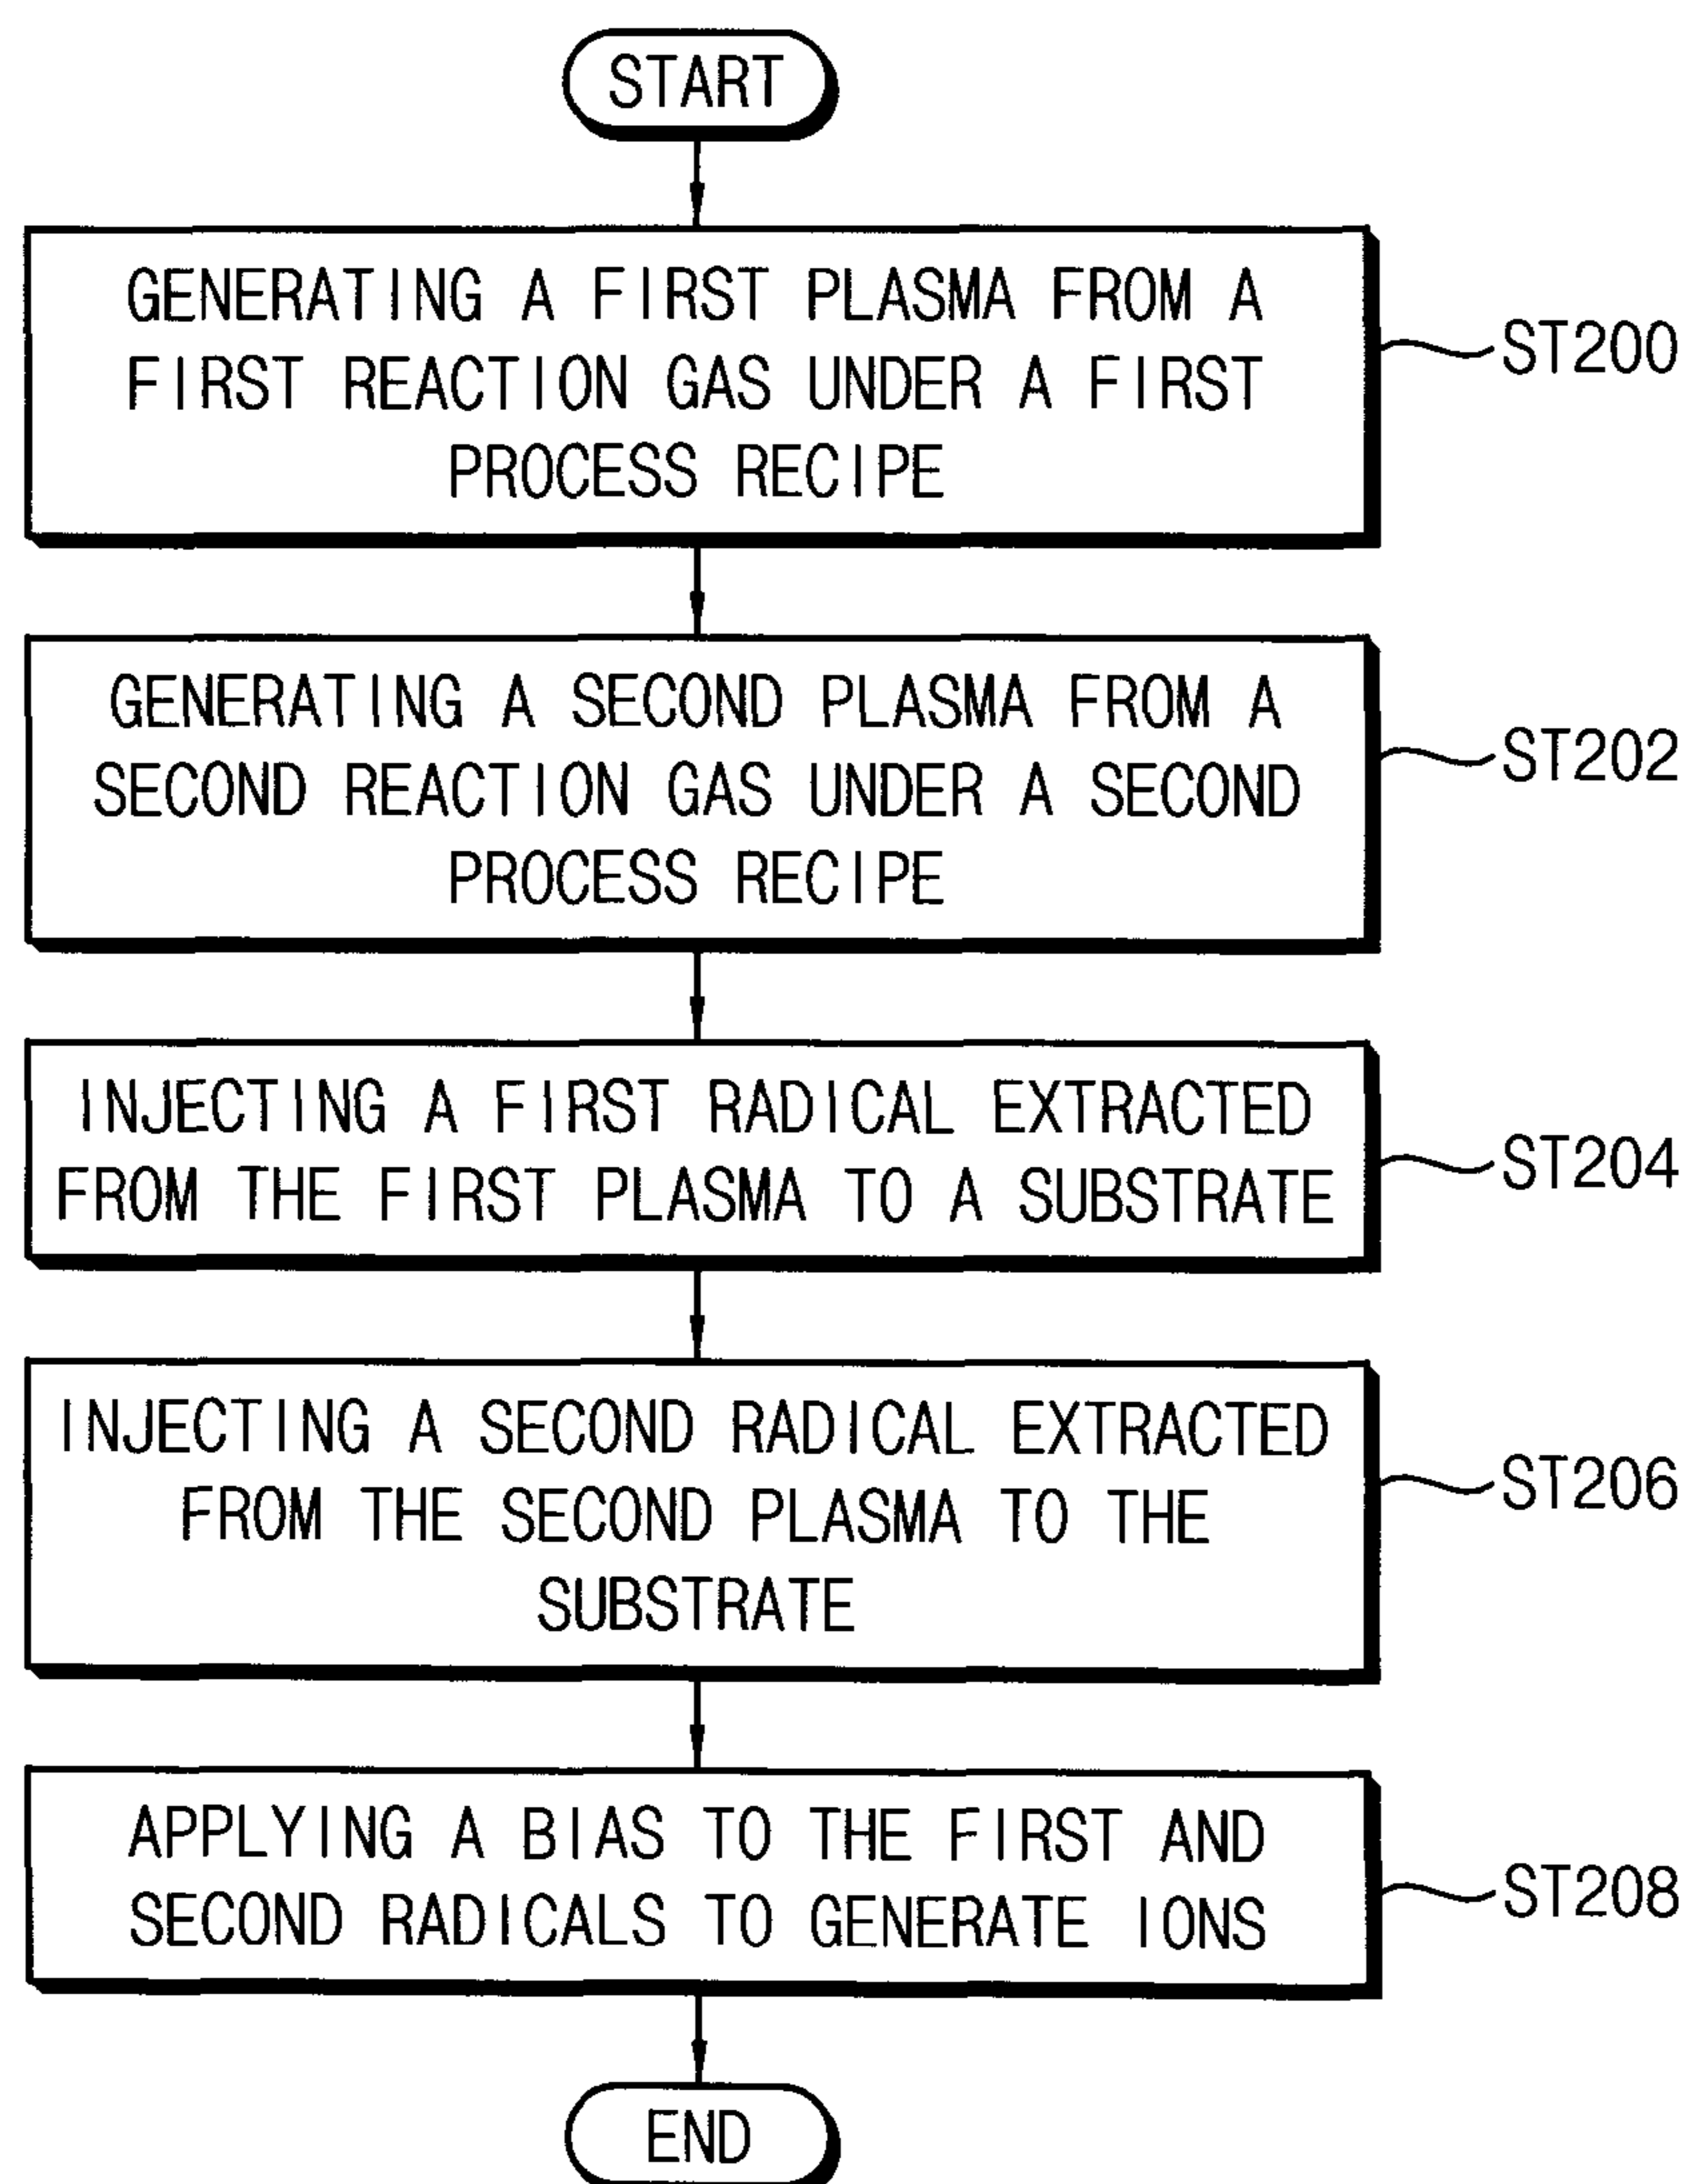 START
GENERATING A FIRST PLASMA FROM A
FIRST REACTION GAS UNDER A FIRST
PROCESS RECIPE
ST200
GENERATING A SECOND PLASMA FROM A
SECOND REACTION GAS UNDER A SECOND
PROCESS RECIPE
ST202
INJECTING A FIRST RADICAL EXTRACTED
FROM THE FIRST PLASMA TO A SUBSTRATE
ST204
INJECTING A SECOND RADICAL EXTRACTED
FROM THE SECOND PLASMA TO THE
SUBSTRATE
ST206
APPLYING A BIAS TO THE FIRST AND
SECOND RADICALS TO GENERATE IONS
ST208
END